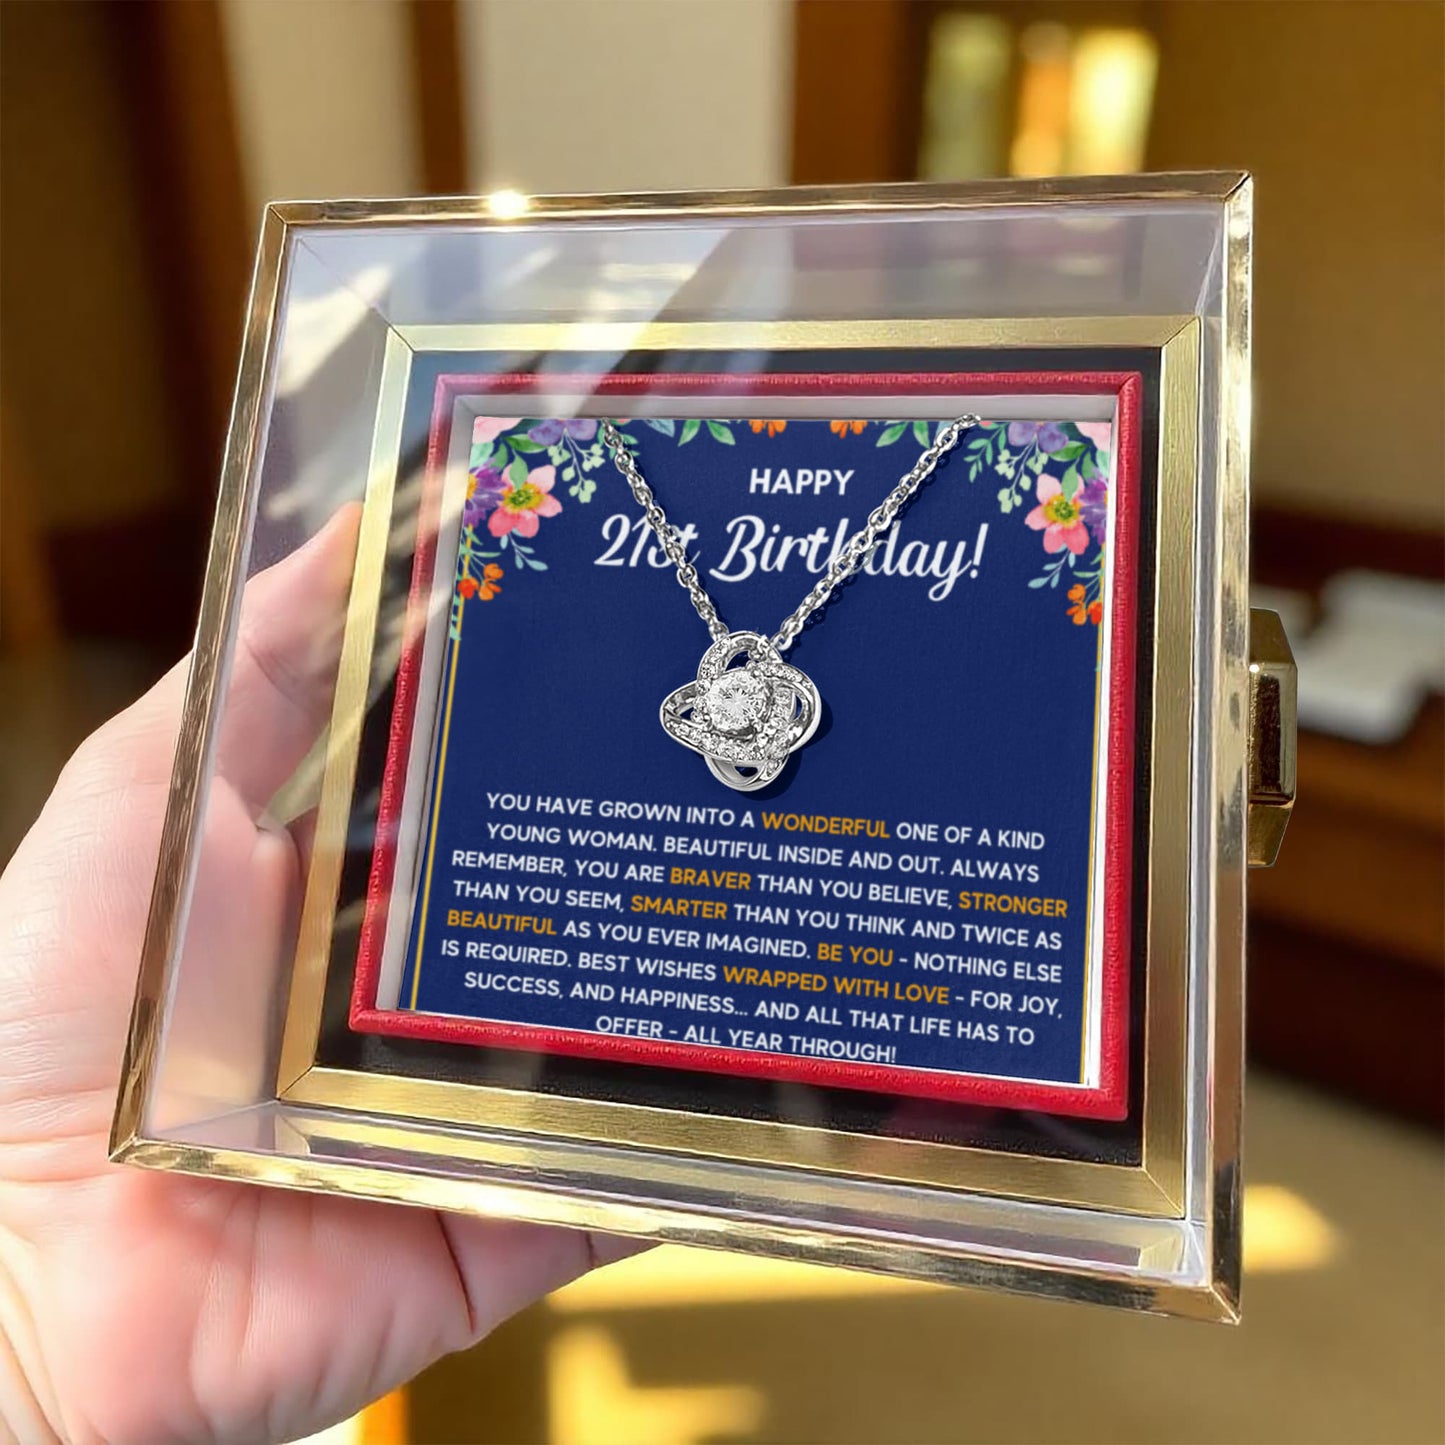 HAPPY
21st Birthday!
YOU HAVE GROWN INTO A WONDERFUL ONE OF A KIND
YOUNG WOMAN. BEAUTIFUL INSIDE AND OUT. ALWAYS
REMEMBER, YOU ARE BRAVER THAN YOU BELIEVE, STRONGER
THAN YOU SEEM, SMARTER THAN YOU THINK AND TWICE AS
BEAUTIFUL AS YOU EVER IMAGINED. BE YOU - NOTHING ELSE
IS REQUIRED. BEST WISHES WRAPPED WITH LOVE - FOR JOY,
SUCCESS, AND HAPPINESS... AND ALL THAT LIFE HAS TO
OFFER - ALL YEAR THROUGH!